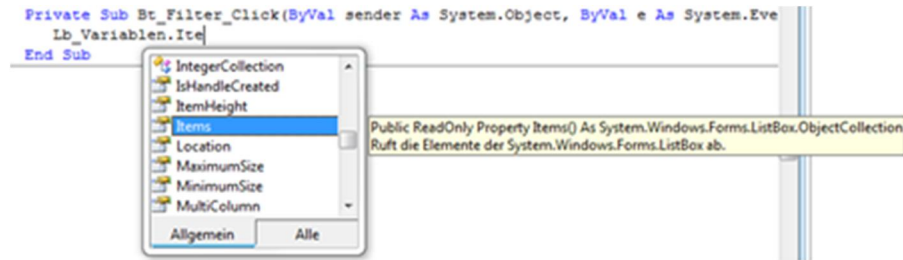 Private Sub Bt_Filter_Click(ByVal sender As System.Object, ByVal e As System.Eve
Lb_Variablen.Ite
End Sub
IntegerCollection
IsHandleCreated
ItemHeight
Items
Public ReadOnly Property Items() As System.Windows.Forms.ListBox.ObjectCollection
Location
Ruft die Elemente der System.Windows.Forms.ListBox ab.
MaximumSize
MinimumSize
MultiColumn
Allgemein Alle